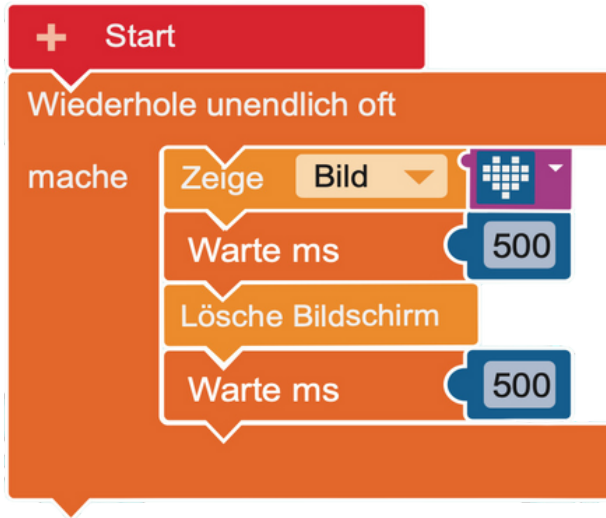 + Start
Wiederhole unendlich oft
mache Zeige Bild
Warte ms 500
Lösche Bildschirm
Warte ms 500